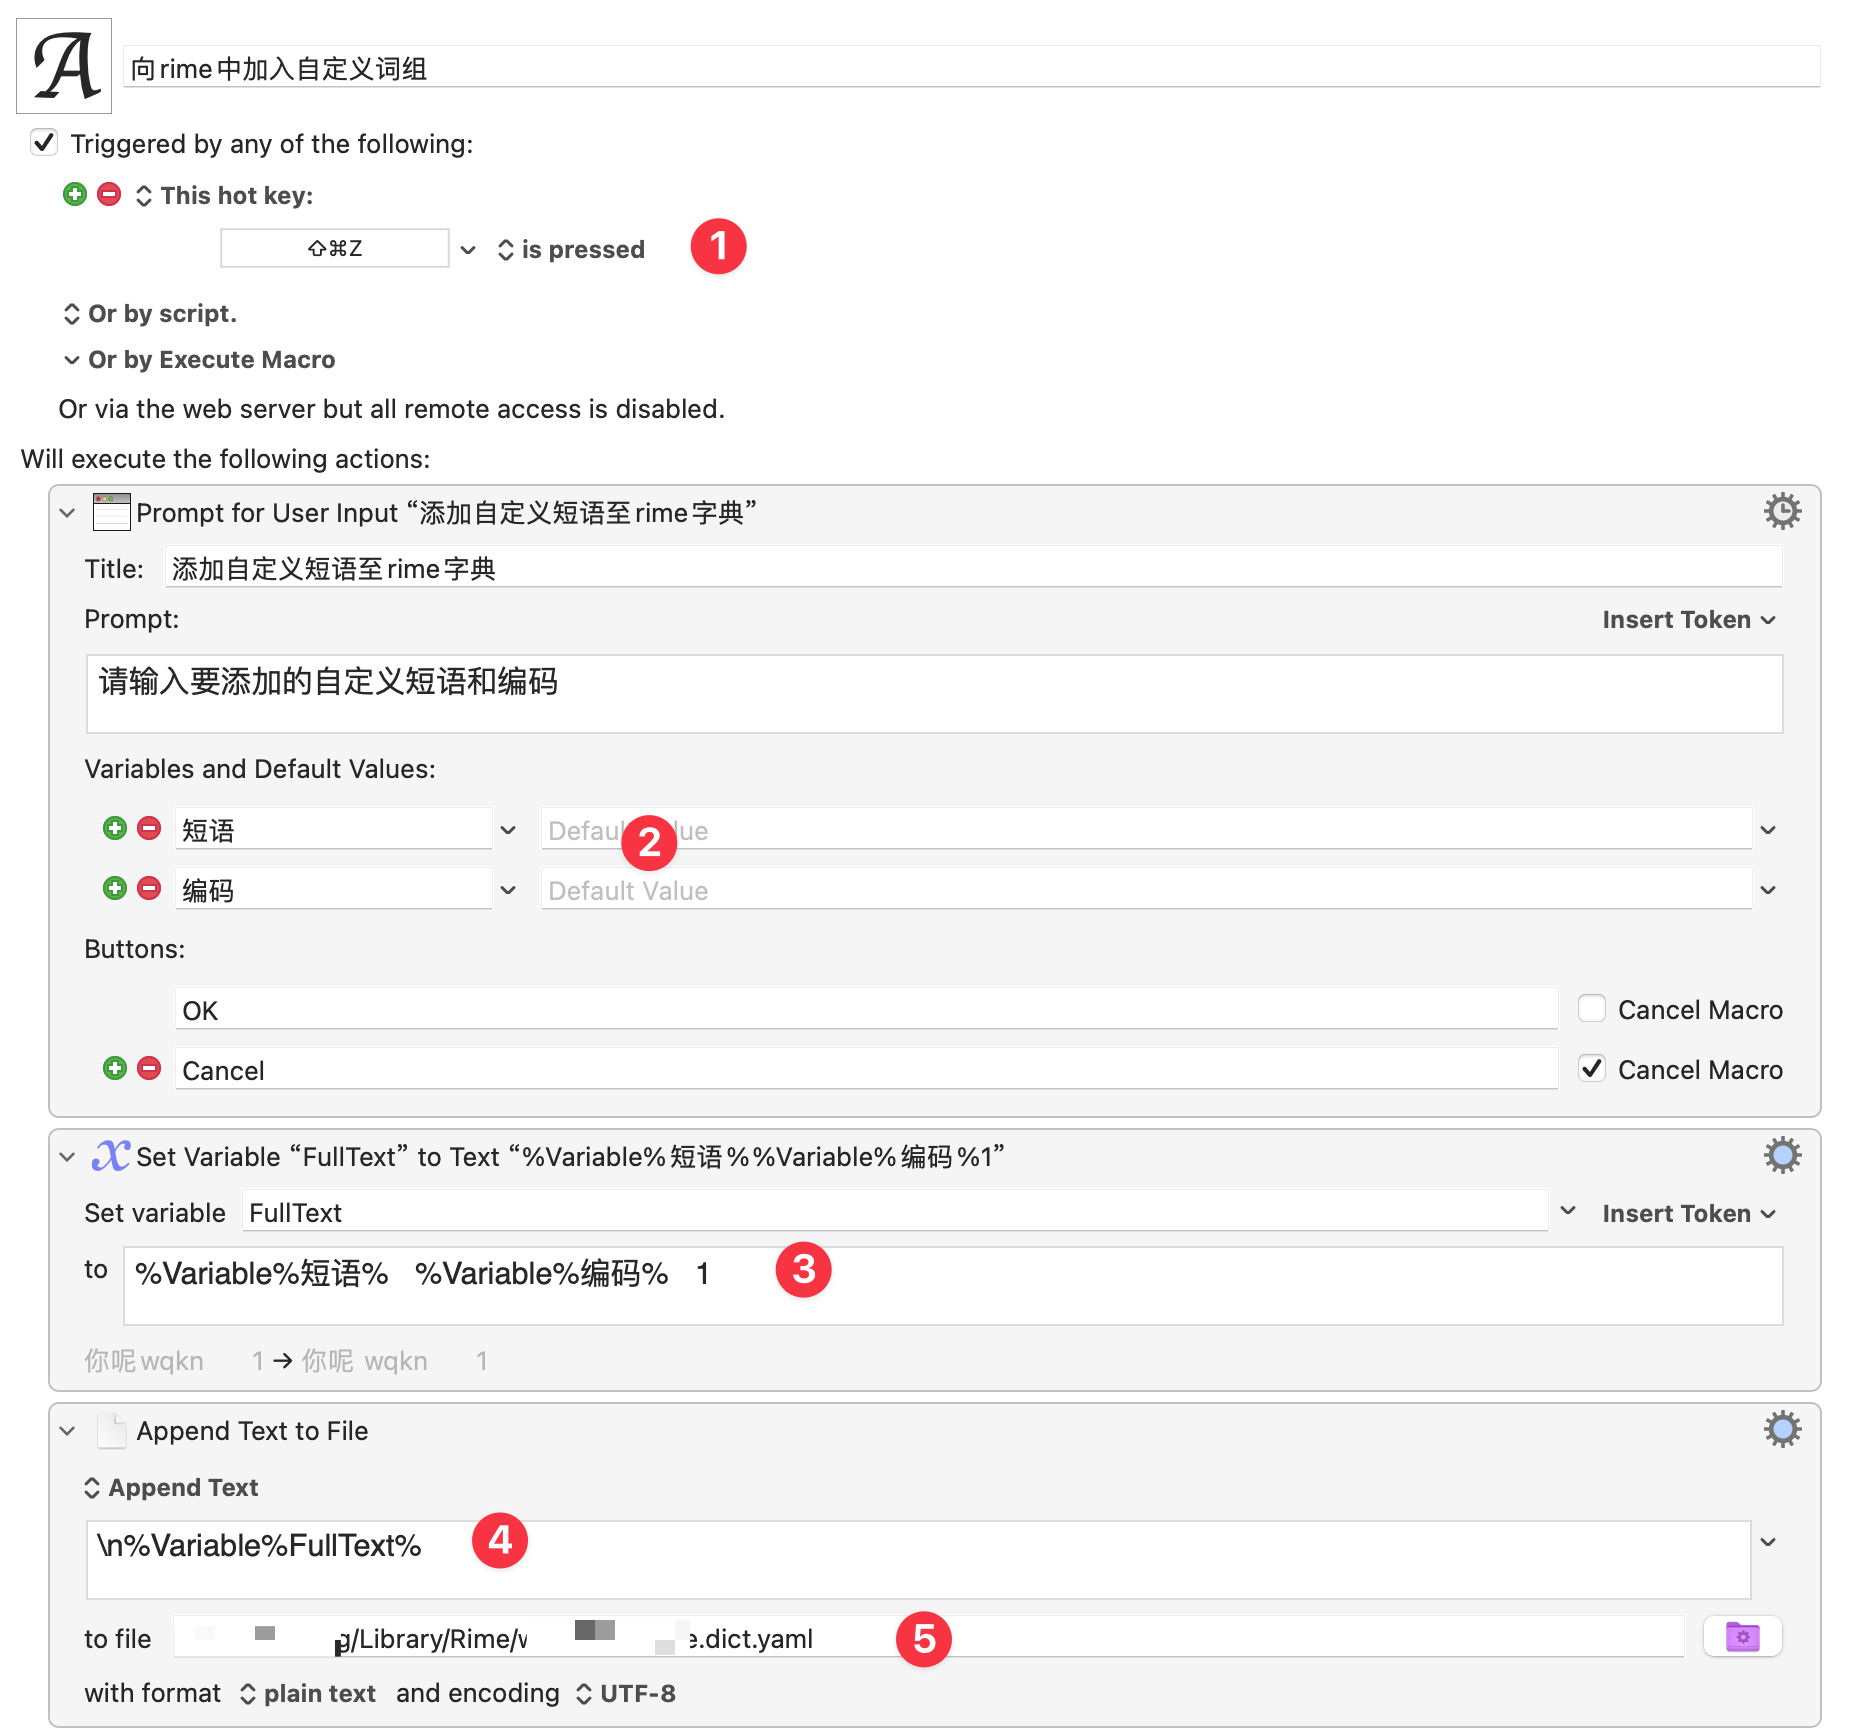 A
向rime中加入自定义词组
Triggered by any of the following:
This hot key:
⇧⌘Z is pressed 1
Or by script.
Or by Execute Macro
Or via the web server but all remote access is disabled.
Will execute the following actions:
Prompt for User Input “添加自定义短语至rime字典”
Title: 添加自定义短语至rime字典
Prompt: Insert Token
请输入要添加的自定义短语和编码
Variables and Default Values:
短语 2
编码 Default Value
Buttons:
OK Cancel Macro
Cancel Cancel Macro
Set Variable “FullText” to Text “%Variable%短语%%Variable%编码%1”
Set variable FullText Insert Token
to %Variable%短语% %Variable%编码% 1 3
你呢wqkn 1 → 你呢 wqkn 1
Append Text to File
Append Text
\n%Variable%FullText% 4
to file g/Library/Rime/ e.dict.yaml 5
with format plain text and encoding UTF-8